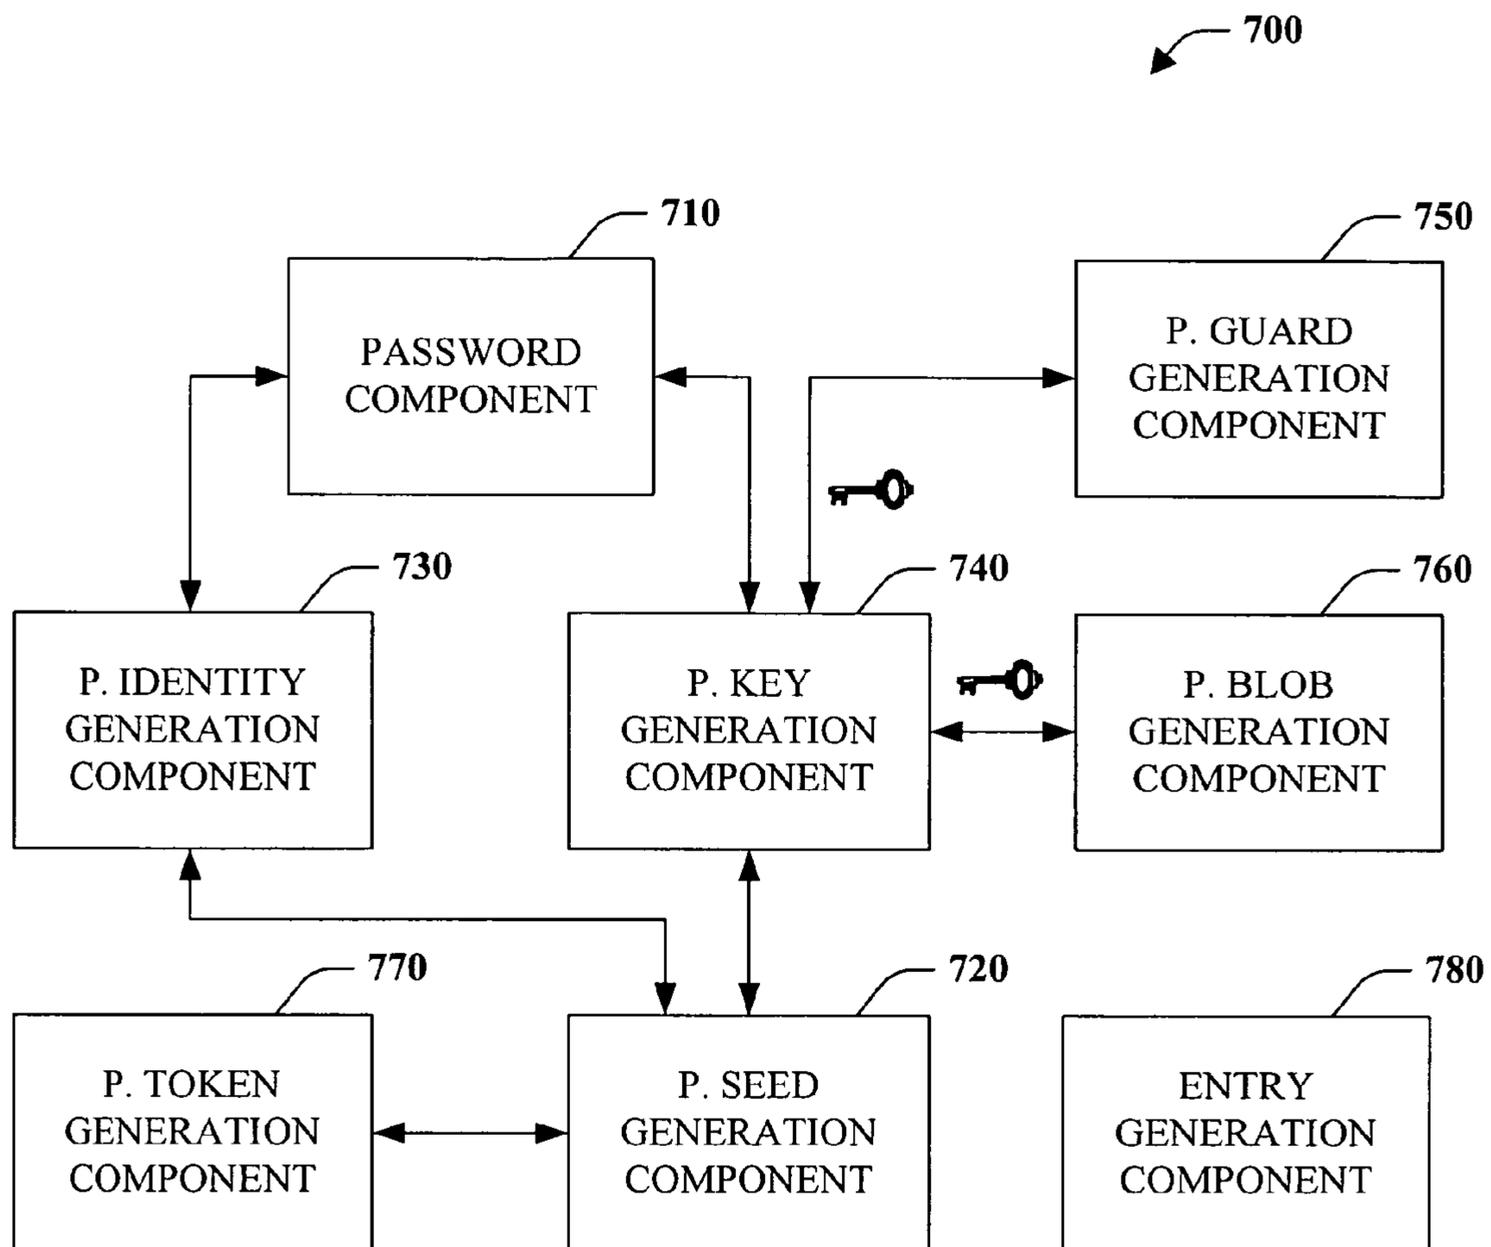 700
710
750
PASSWORD
COMPONENT
P. GUARD
GENERATION
COMPONENT
730
740
760
P. IDENTITY
GENERATION
COMPONENT
P. KEY
GENERATION
COMPONENT
P. BLOB
GENERATION
COMPONENT
770
720
780
P. TOKEN
GENERATION
COMPONENT
P. SEED
GENERATION
COMPONENT
ENTRY
GENERATION
COMPONENT